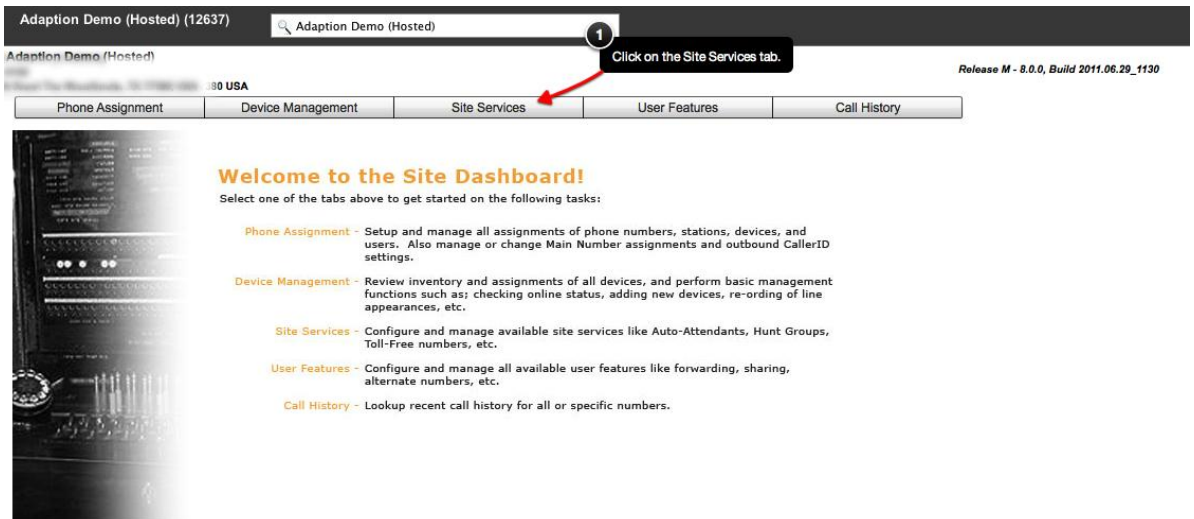 Adaption Demo (Hosted) (12637)
Adaption Demo (Hosted)
1
Click on the Site Services tab.
Adaption Demo (Hosted)
Release M - 8.0.0, Build 2011.06.29_1130
USA
Phone Assignment
Device Management
Site Services
User Features
Call History
Welcome to the Site Dashboard!
Select one of the tabs above to get started on the following tasks:
Phone Assignment - Setup and manage all assignments of phone numbers, stations, devices, and
users. Also manage or change Main Number assignments and outbound CallerID
settings.
Device Management - Review inventory and assignments of all devices, and perform basic management
functions such as; checking online status, adding new devices, re-ording of line
appearances, etc.
Site Services - Configure and manage available site services like Auto-Attendants, Hunt Groups,
Toll-Free numbers, etc.
User Features - Configure and manage all available user features like forwarding, sharing,
alternate numbers, etc.
Call History - Lookup recent call history for all or specific numbers.